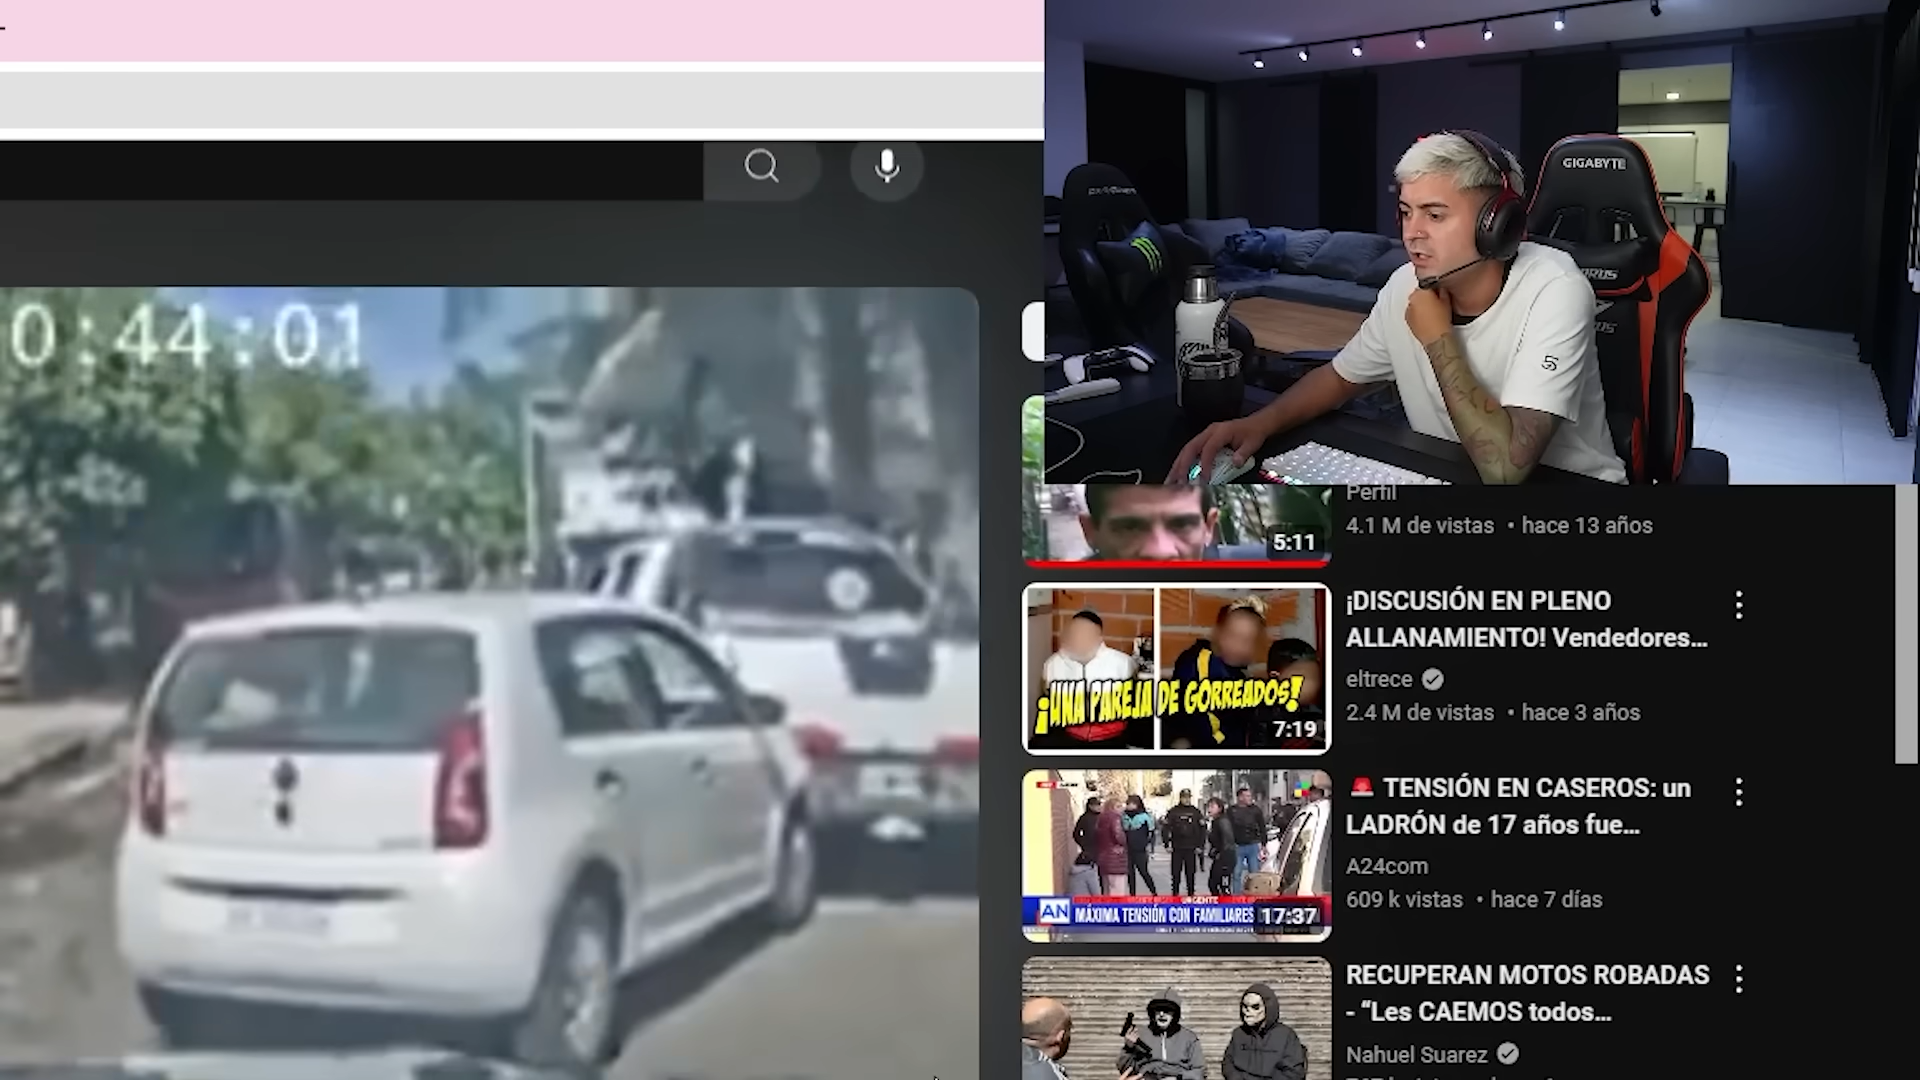 0:44:01
GIGABYTE
Perfil
4.1 M de vistas • hace 13 años
5:11
¡DISCUSIÓN EN PLENO
ALLANAMIENTO! Vendedores...
eltrece
2.4 M de vistas • hace 3 años
¡UNA PAREJA DE GORREADOS!
7:19
🚨 TENSIÓN EN CASEROS: un
LADRÓN de 17 años fue...
A24com
609 k vistas • hace 7 días
URGENTE
AN MÁXIMA TENSIÓN CON FAMILIARES
17:37
RECUPERAN MOTOS ROBADAS
- “Les CAEMOS todos...
Nahuel Suarez